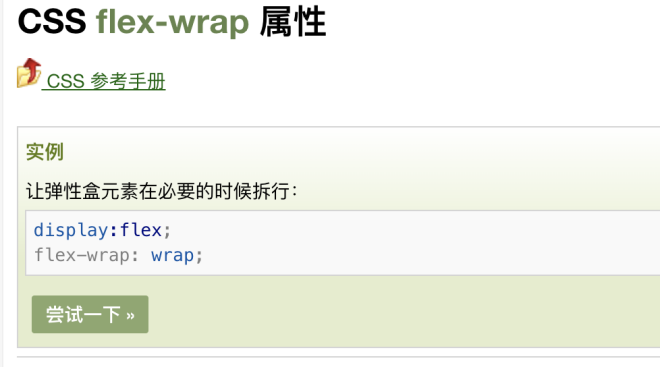 CSS flex-wrap 属性
CSS 参考手册
实例
让弹性盒元素在必要的时候拆行：
display:flex;
flex-wrap: wrap;
尝试一下 »